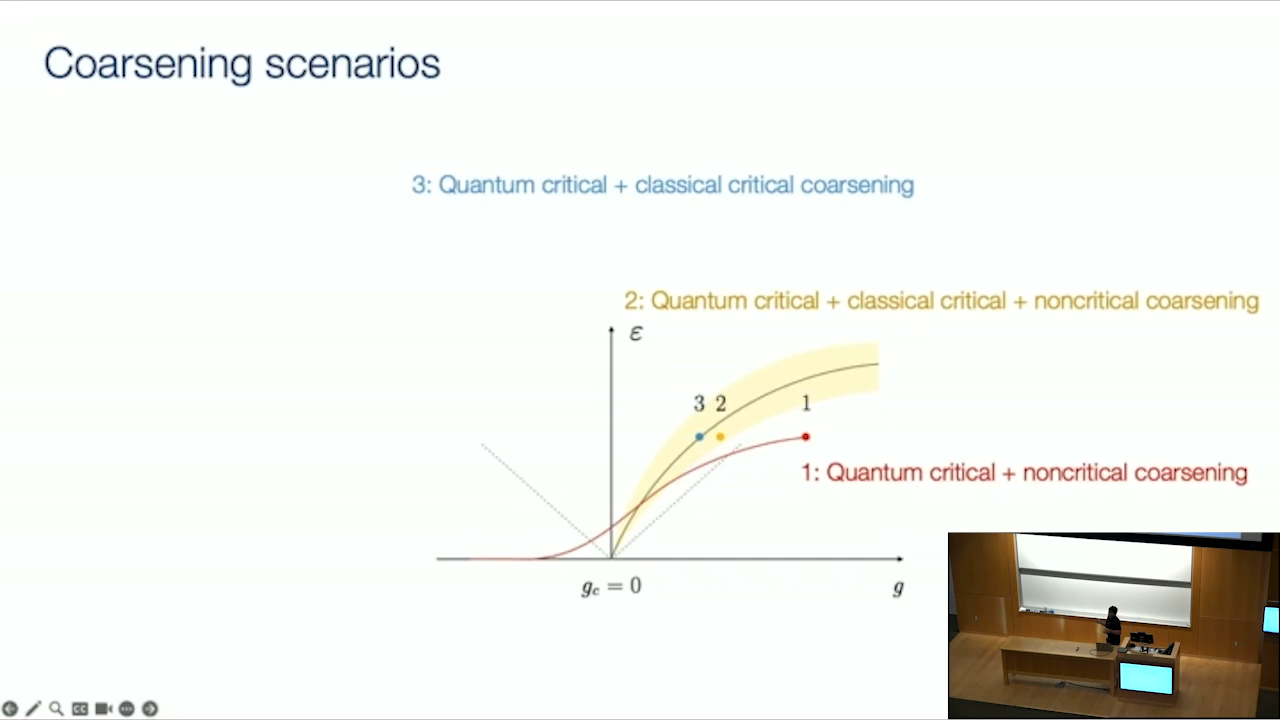 Coarsening scenarios
3: Quantum critical + classical critical coarsening
2: Quantum critical + classical critical + noncritical coarsening
ε
3 2 1
1: Quantum critical + noncritical coarsening
g_c = 0
g